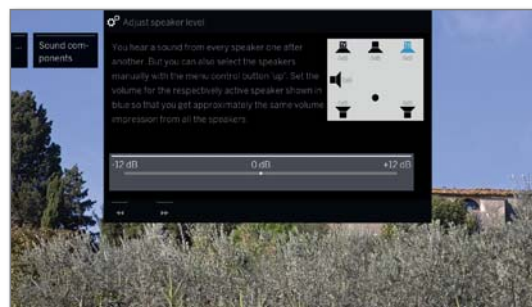 Adjust speaker level
... Sound com-
ponents
You hear a sound from every speaker one after
another. But you can also select the speakers
manually with the menu control button 'up'. Set the
volume for the respectively active speaker shown in
blue so that you get approximately the same volume
impression from all the speakers.
-12 dB 0 dB +12 dB